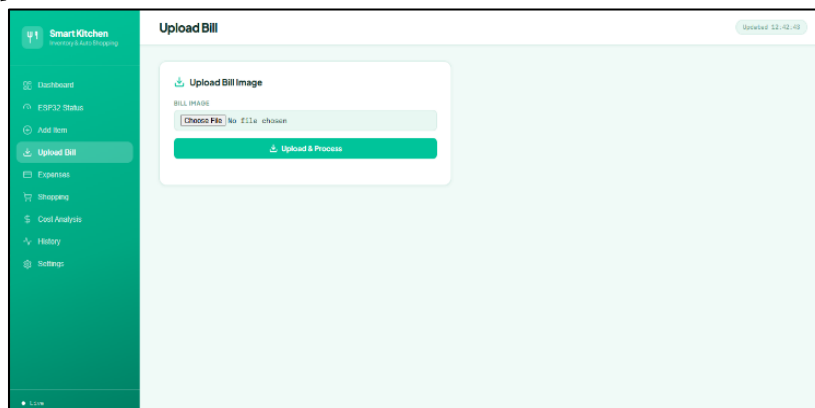 Smart Kitchen
Inventory & Auto Shopping
Dashboard
ESP32 Status
Add Item
Upload Bill
Expenses
Shopping
Cost Analysis
History
Settings
Live
Upload Bill
Updated 12:42:40
Upload Bill Image
BILL IMAGE
Choose File No file chosen
Upload & Process